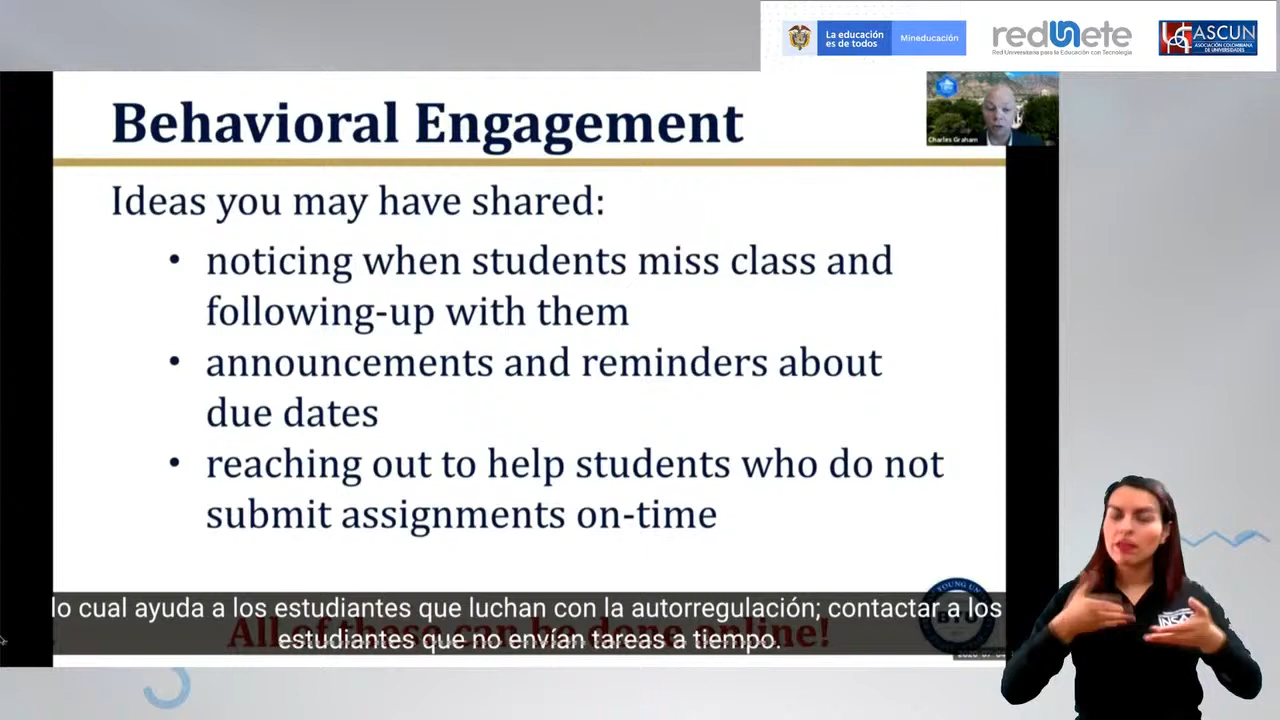 La educación
es de todos
Mineducación
redunete
Red Universitaria para la Educación con Tecnología
ASCUN
ASOCIACIÓN COLOMBIANA
DE UNIVERSIDADES
Behavioral Engagement
Charles Graham
Ideas you may have shared:
• noticing when students miss class and
following-up with them
• announcements and reminders about
due dates
• reaching out to help students who do not
submit assignments on-time
All of these can be done online!
lo cual ayuda a los estudiantes que luchan con la autorregulación; contactar a los
estudiantes que no envían tareas a tiempo.
BYU
INSOR